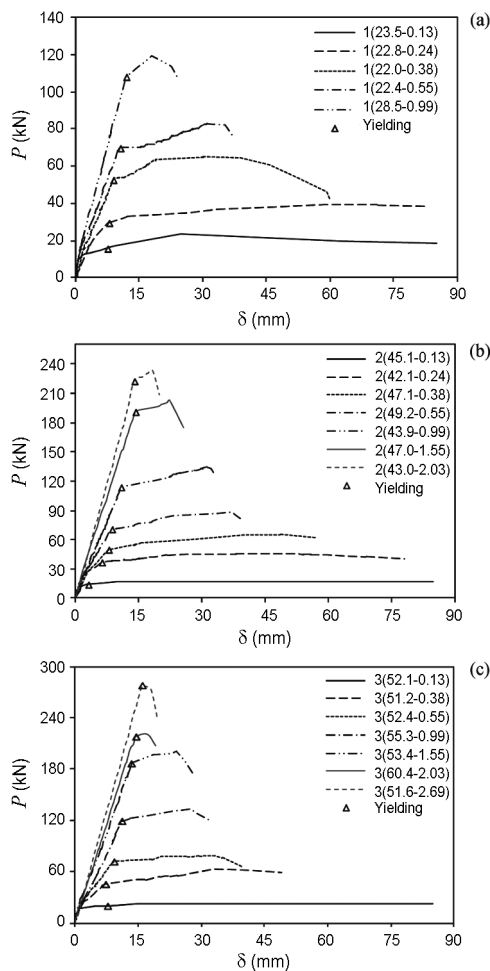 (a)
P (kN)
140
120
100
80
60
40
20
0
1(23.5-0.13)
1(22.8-0.24)
1(22.0-0.38)
1(22.4-0.55)
1(28.5-0.99)
Yielding
0 15 30 45 60 75 90
δ (mm)
(b)
P (kN)
240
210
180
150
120
90
60
30
0
2(45.1-0.13)
2(42.1-0.24)
2(47.1-0.38)
2(49.2-0.55)
2(43.9-0.99)
2(47.0-1.55)
2(43.0-2.03)
Yielding
0 15 30 45 60 75 90
δ (mm)
(c)
P (kN)
300
240
180
120
60
0
3(52.1-0.13)
3(51.2-0.38)
3(52.4-0.55)
3(55.3-0.99)
3(53.4-1.55)
3(60.4-2.03)
3(51.6-2.69)
Yielding
0 15 30 45 60 75 90
δ (mm)